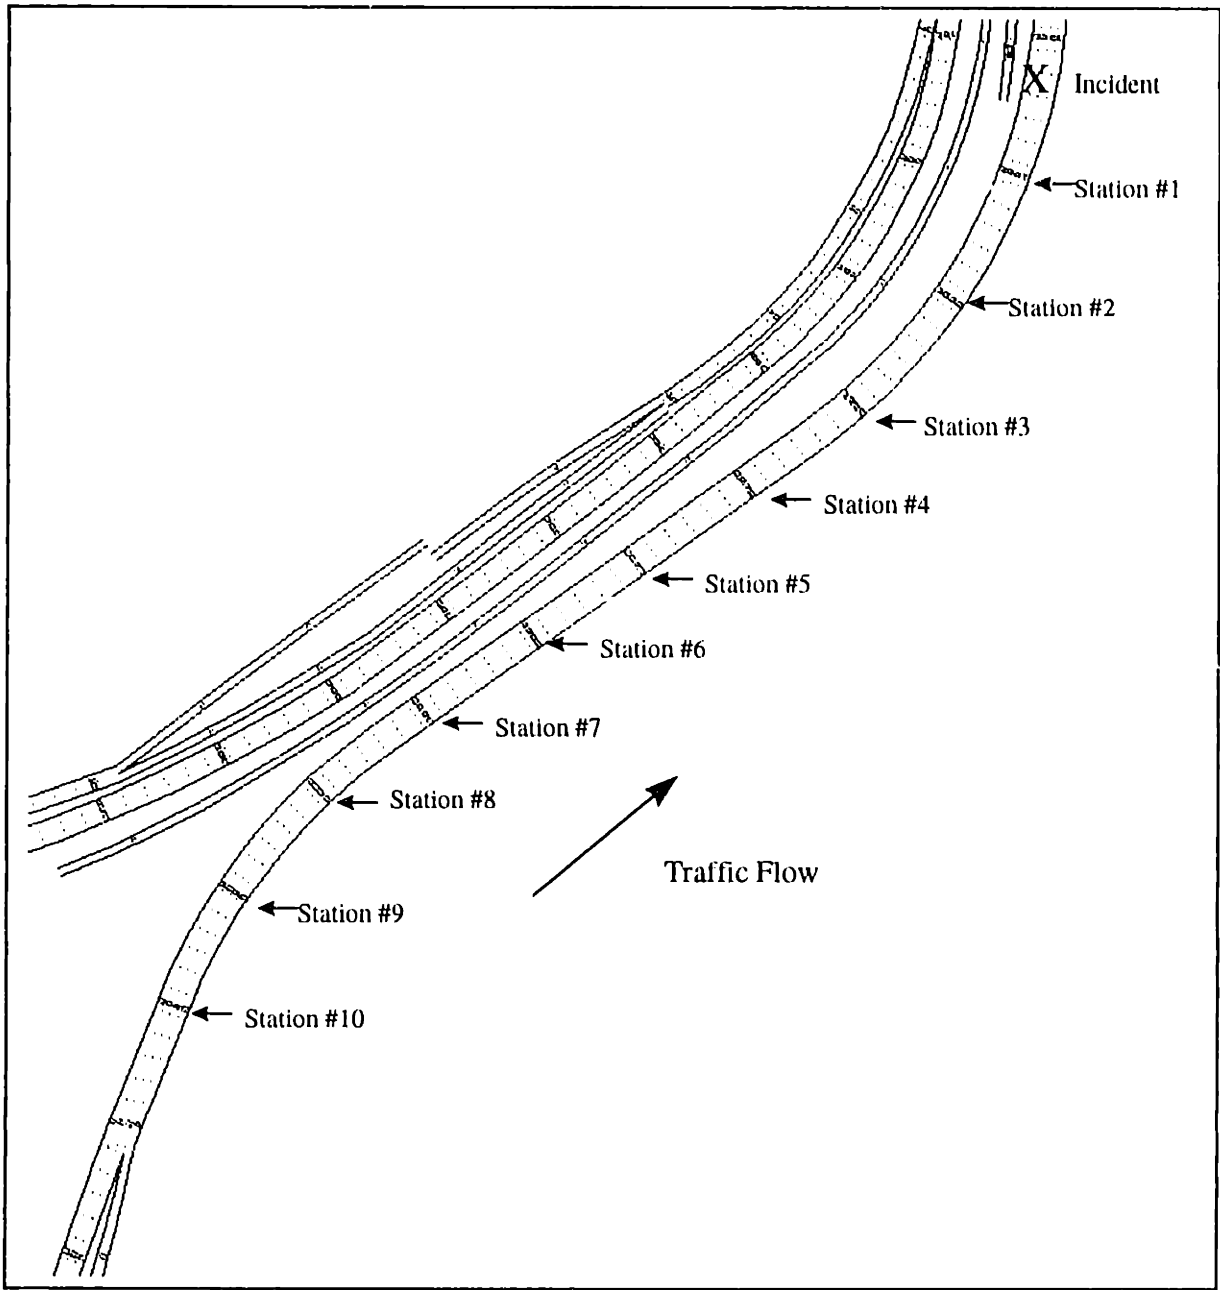 X Incident
Station #1
Station #2
Station #3
Station #4
Station #5
Station #6
Station #7
Station #8
Traffic Flow
Station #9
Station #10